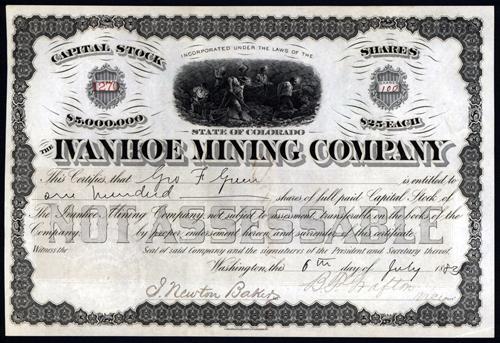 CAPITAL STOCK
$5,000,000
INCORPORATED UNDER THE LAWS OF THE
STATE OF COLORADO
SHARES
100
$25 EACH
THE IVANHOE MINING COMPANY
This Certifies that Geo F Green is entitled to
one hundred shares of full paid Capital Stock of
The Ivanhoe Mining Company, not subject to assessment transferable on the books of the
Company by proper indorsement hereon and surrender of this certificate.
NOT ASSESSABLE
Witness the Seal of said Company and the signatures of the President and Secretary thereof.
Washington, this 6th day of July
J. Newton Baker